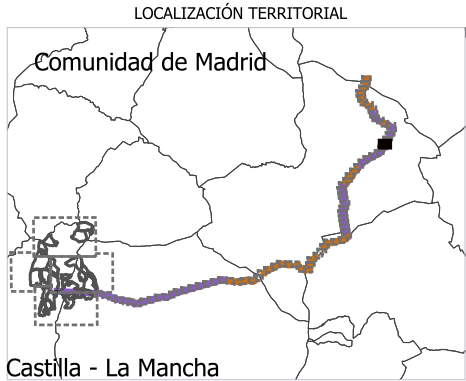 LOCALIZACIÓN TERRITORIAL
Comunidad de Madrid
Castilla - La Mancha